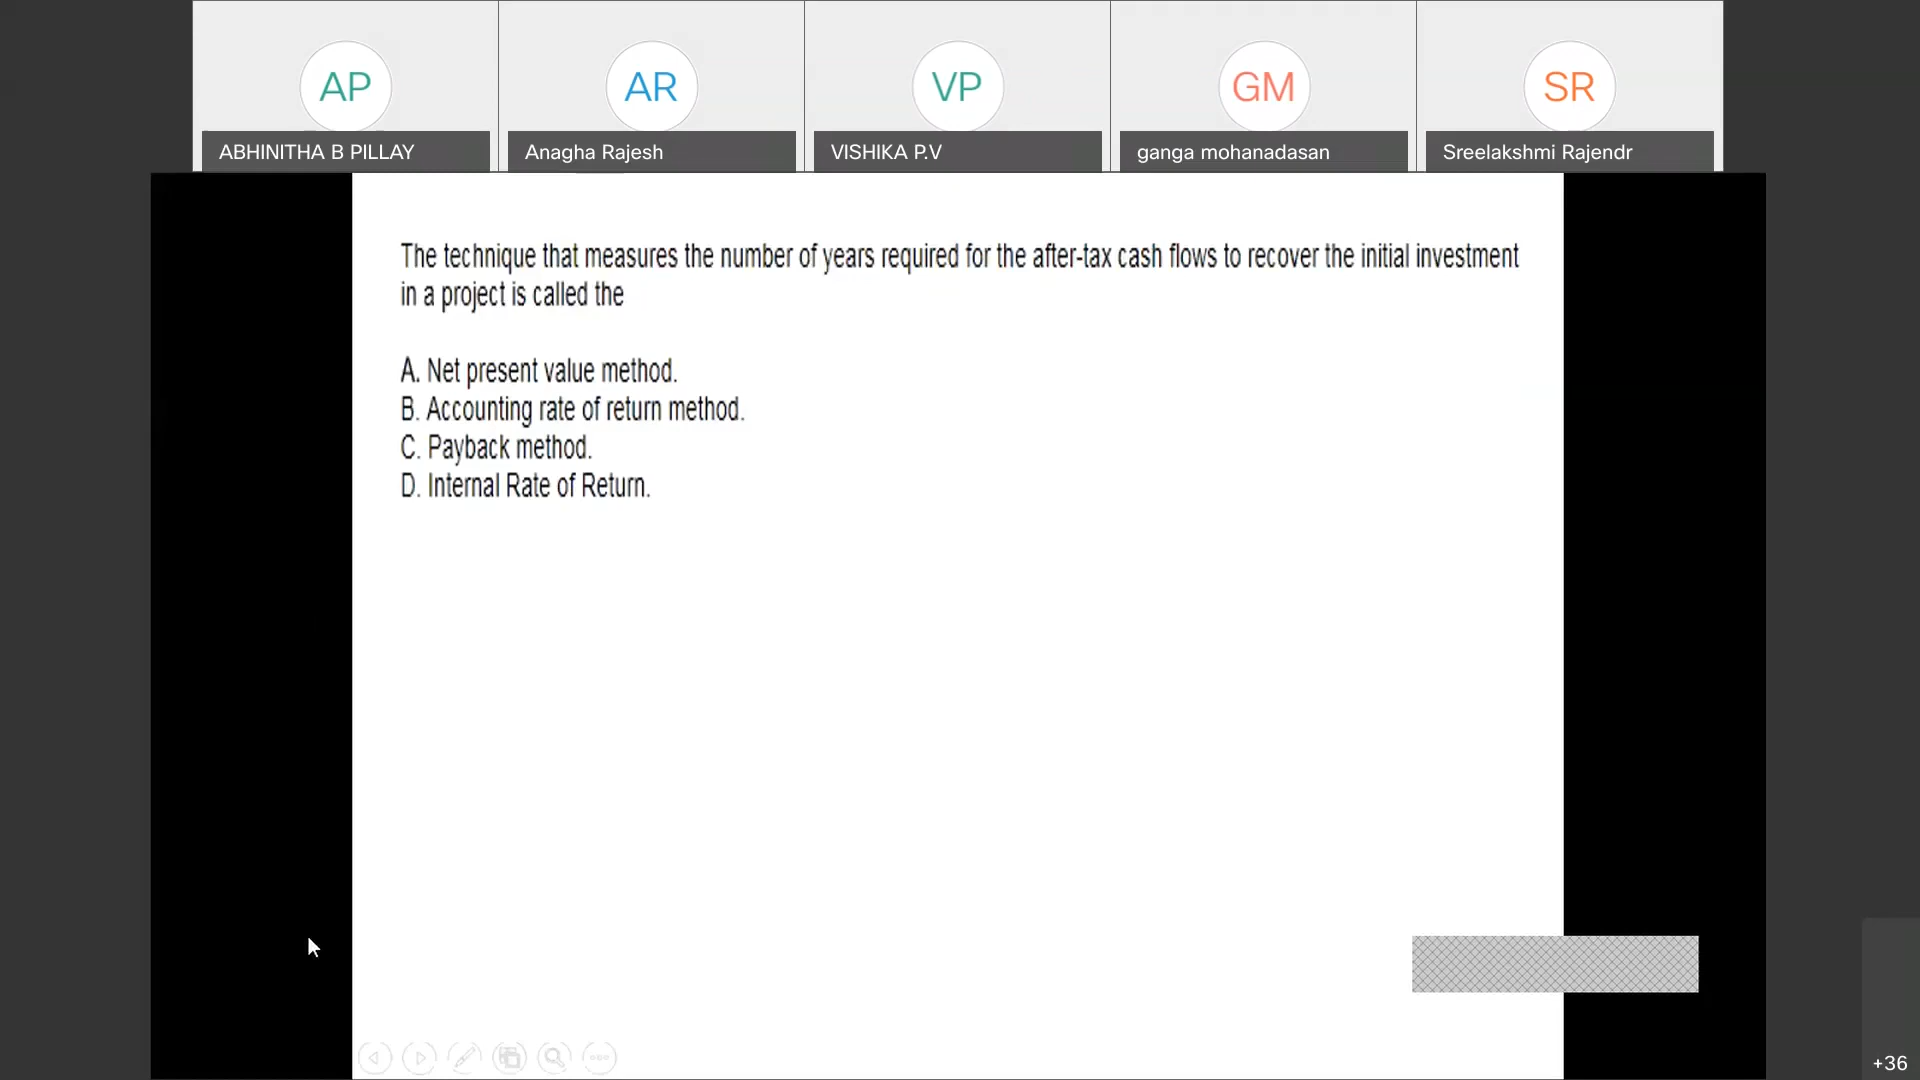 AP
AR
VP
GM
SR
ABHINITHA B PILLAY
Anagha Rajesh
VISHIKA P.V
ganga mohanadasan
Sreelakshmi Rajendr
The technique that measures the number of years required for the after-tax cash flows to recover the initial investment
in a project is called the
A. Net present value method.
B. Accounting rate of return method.
C. Payback method.
D. Internal Rate of Return.
+36